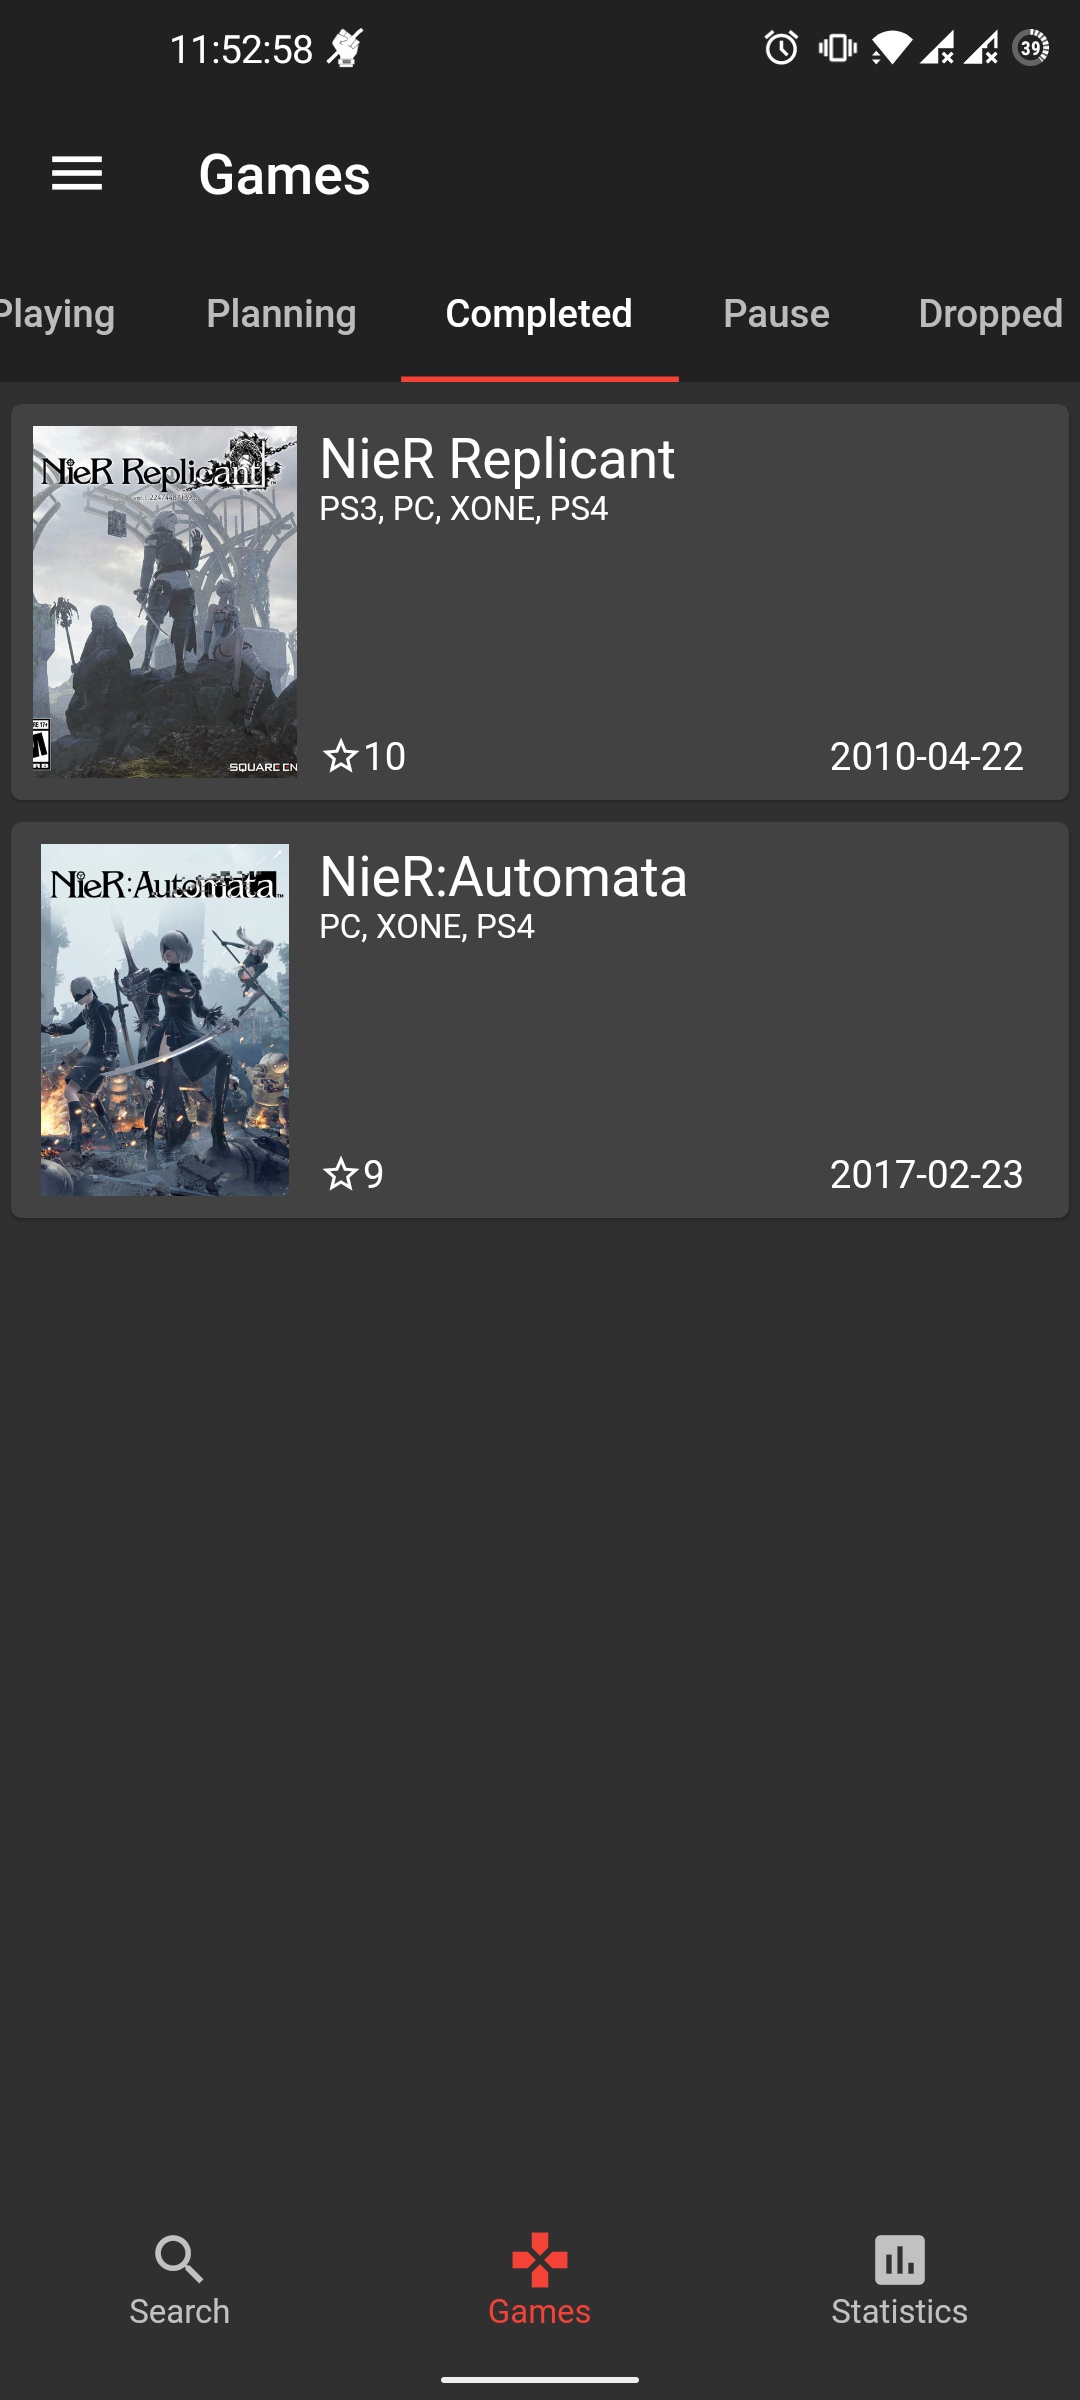 11:52:58
39
Games
Playing Planning Completed Pause Dropped
NieR Replicant
NieR Replicant
PS3, PC, XONE, PS4
SQUARE EN
10 2010-04-22
NieR:Automata
NieR:Automata
PC, XONE, PS4
9 2017-02-23
Search Games Statistics